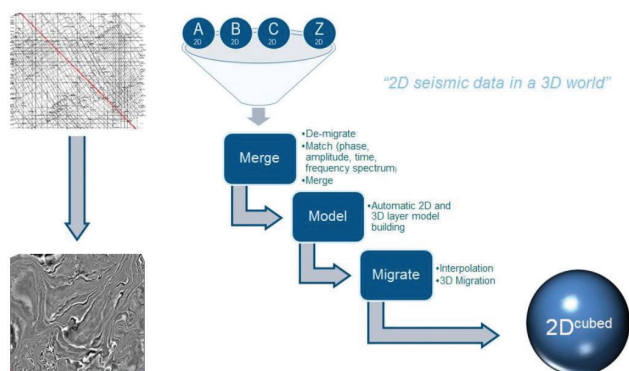 A
2D
B
2D
C
2D
Z
2D
“2D seismic data in a 3D world”
Merge
•De-migrate
•Match (phase,
amplitude, time,
frequency spectrum)
•Merge
Model
•Automatic 2D and
3D layer model
building
Migrate
•Interpolation
•3D Migration
2Dcubed